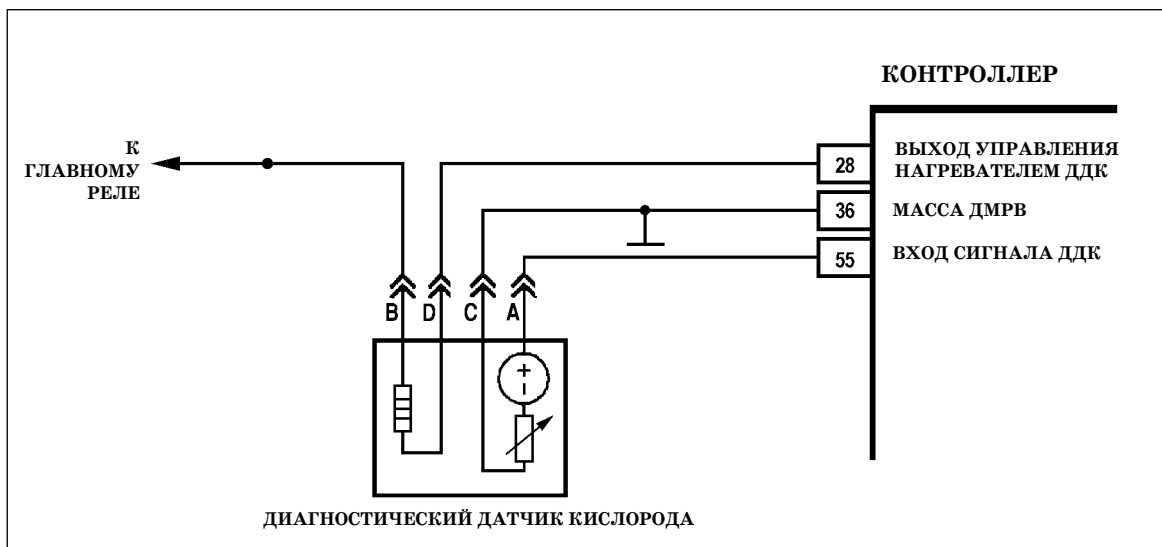 КОНТРОЛЛЕР
К
ГЛАВНОМУ
РЕЛЕ
28
ВЫХОД УПРАВЛЕНИЯ
НАГРЕВАТЕЛЕМ ДДК
36
МАССА ДМРВ
55
ВХОД СИГНАЛА ДДК
B D C A
+
–
ДИАГНОСТИЧЕСКИЙ ДАТЧИК КИСЛОРОДА